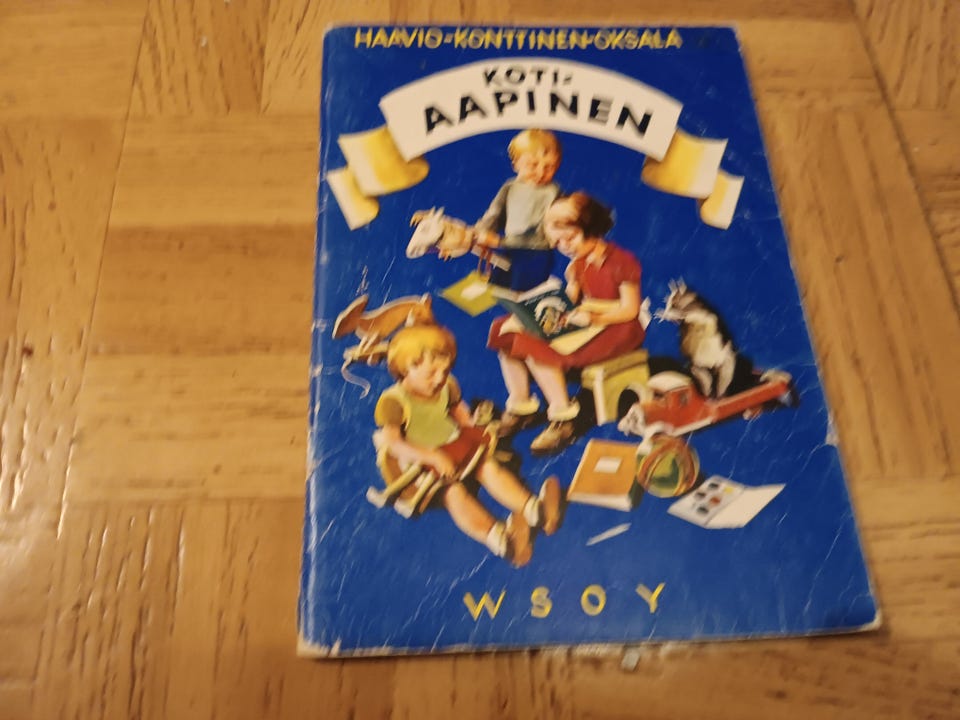 HAAVIO-KONTTINEN-OKSALA
KOTI-
AAPINEN
WSOY